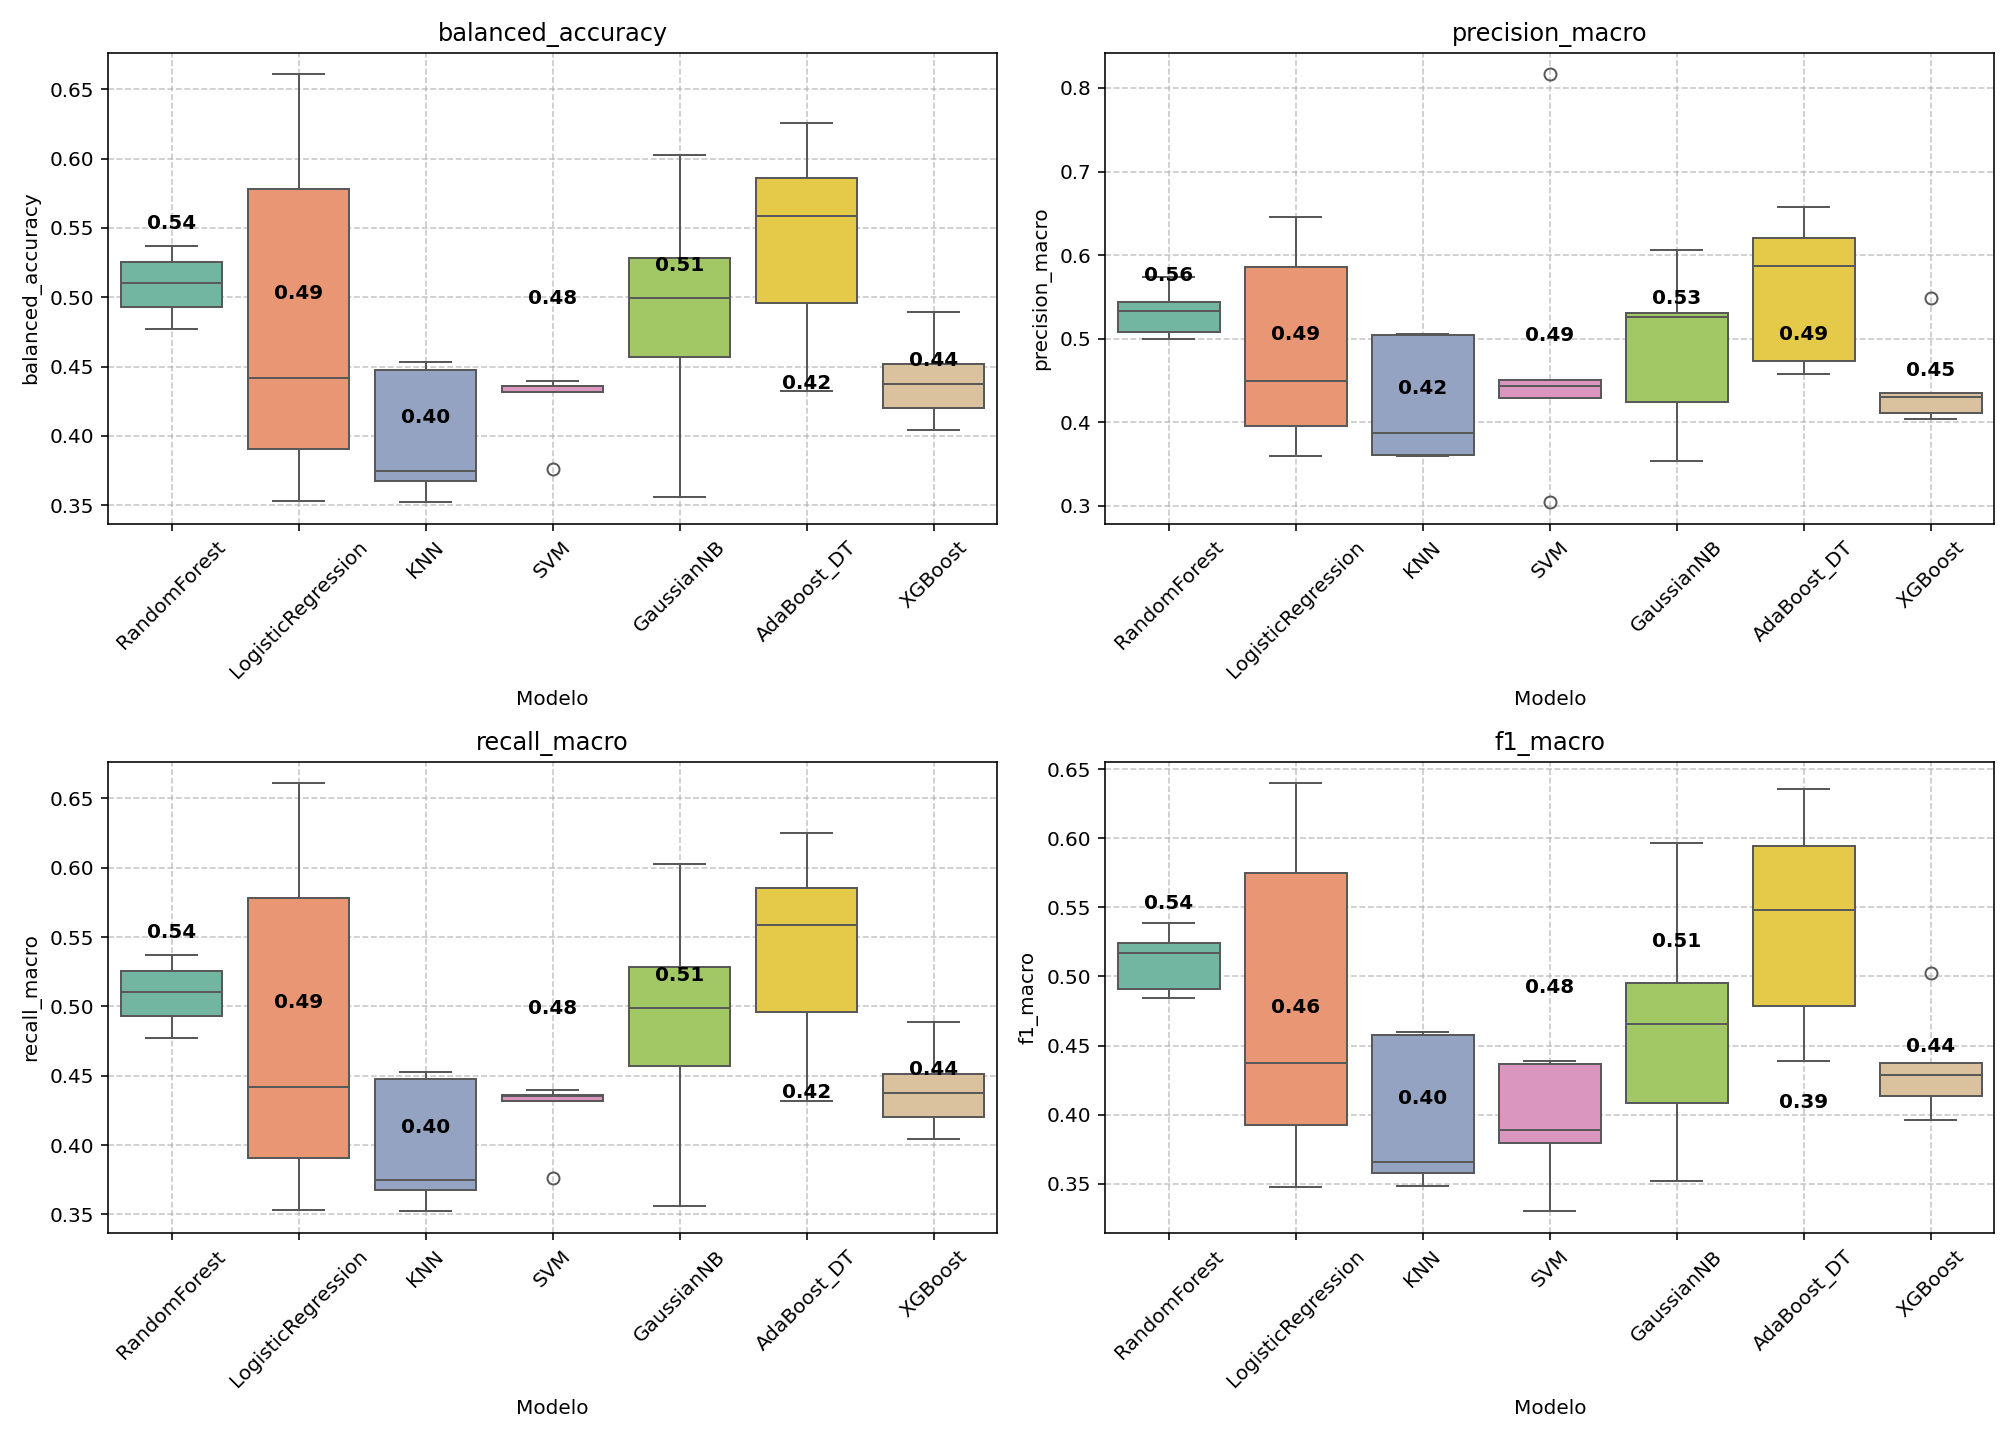 balanced_accuracy
balanced_accuracy
0.65
0.60
0.55
0.50
0.45
0.40
0.35
0.54
0.49
0.40
0.48
0.51
0.42
0.44
RandomForest
LogisticRegression
KNN
SVM
GaussianNB
AdaBoost_DT
XGBoost
Modelo
precision_macro
precision_macro
0.8
0.7
0.6
0.5
0.4
0.3
0.56
0.49
0.42
0.49
0.53
0.49
0.45
RandomForest
LogisticRegression
KNN
SVM
GaussianNB
AdaBoost_DT
XGBoost
Modelo
recall_macro
recall_macro
0.65
0.60
0.55
0.50
0.45
0.40
0.35
0.54
0.49
0.40
0.48
0.51
0.42
0.44
RandomForest
LogisticRegression
KNN
SVM
GaussianNB
AdaBoost_DT
XGBoost
Modelo
f1_macro
f1_macro
0.65
0.60
0.55
0.50
0.45
0.40
0.35
0.54
0.46
0.40
0.48
0.51
0.39
0.44
RandomForest
LogisticRegression
KNN
SVM
GaussianNB
AdaBoost_DT
XGBoost
Modelo